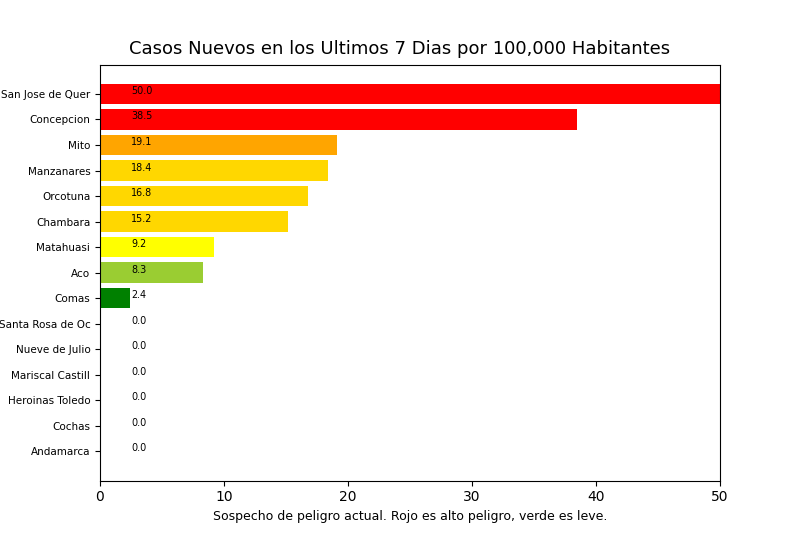 Casos Nuevos en los Ultimos 7 Dias por 100,000 Habitantes
San Jose de Quer 50.0
Concepcion 38.5
Mito 19.1
Manzanares 18.4
Orcotuna 16.8
Chambara 15.2
Matahuasi 9.2
Aco 8.3
Comas 2.4
Santa Rosa de Oc 0.0
Nueve de Julio 0.0
Mariscal Castill 0.0
Heroinas Toledo 0.0
Cochas 0.0
Andamarca 0.0
0 10 20 30 40 50
Sospecho de peligro actual. Rojo es alto peligro, verde es leve.